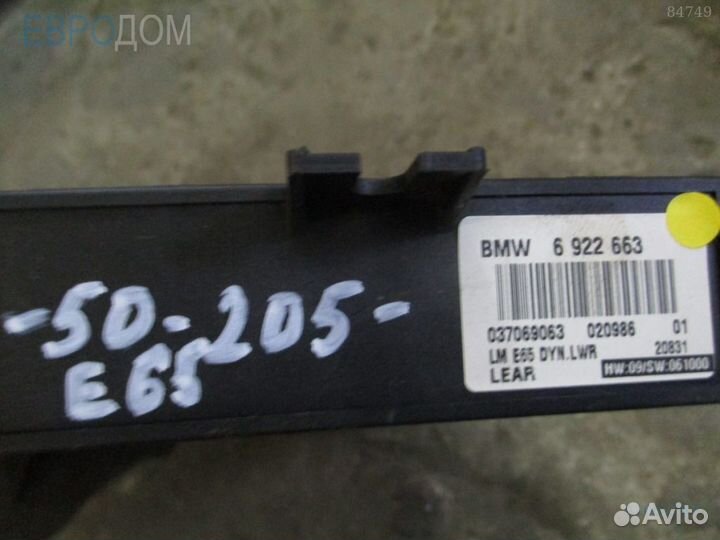 84749
ЕВРОДОМ
BMW 6 922 663
037069063 020986 01
LM E65 DYN.LWR 20831
LEAR HW:09/SW:061000
-50-205-
E65
Avito